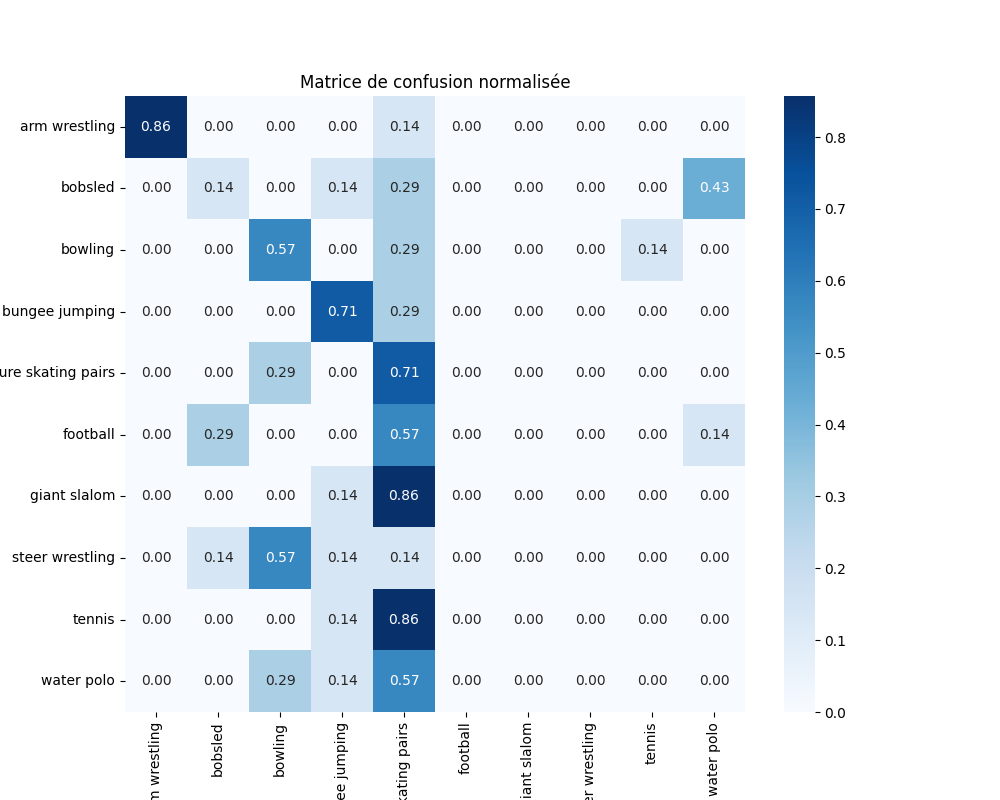 Matrice de confusion normalisée
arm wrestling 0.86 0.00 0.00 0.00 0.14 0.00 0.00 0.00 0.00 0.00
bobsled 0.00 0.14 0.00 0.14 0.29 0.00 0.00 0.00 0.00 0.43
bowling 0.00 0.00 0.57 0.00 0.29 0.00 0.00 0.00 0.14 0.00
bungee jumping 0.00 0.00 0.00 0.71 0.29 0.00 0.00 0.00 0.00 0.00
ure skating pairs 0.00 0.00 0.29 0.00 0.71 0.00 0.00 0.00 0.00 0.00
football 0.00 0.29 0.00 0.00 0.57 0.00 0.00 0.00 0.00 0.14
giant slalom 0.00 0.00 0.00 0.14 0.86 0.00 0.00 0.00 0.00 0.00
steer wrestling 0.00 0.14 0.57 0.14 0.14 0.00 0.00 0.00 0.00 0.00
tennis 0.00 0.00 0.00 0.14 0.86 0.00 0.00 0.00 0.00 0.00
water polo 0.00 0.00 0.29 0.14 0.57 0.00 0.00 0.00 0.00 0.00
m wrestling
bobsled
bowling
ee jumping
kating pairs
football
iant slalom
er wrestling
tennis
water polo
0.8
0.7
0.6
0.5
0.4
0.3
0.2
0.1
0.0